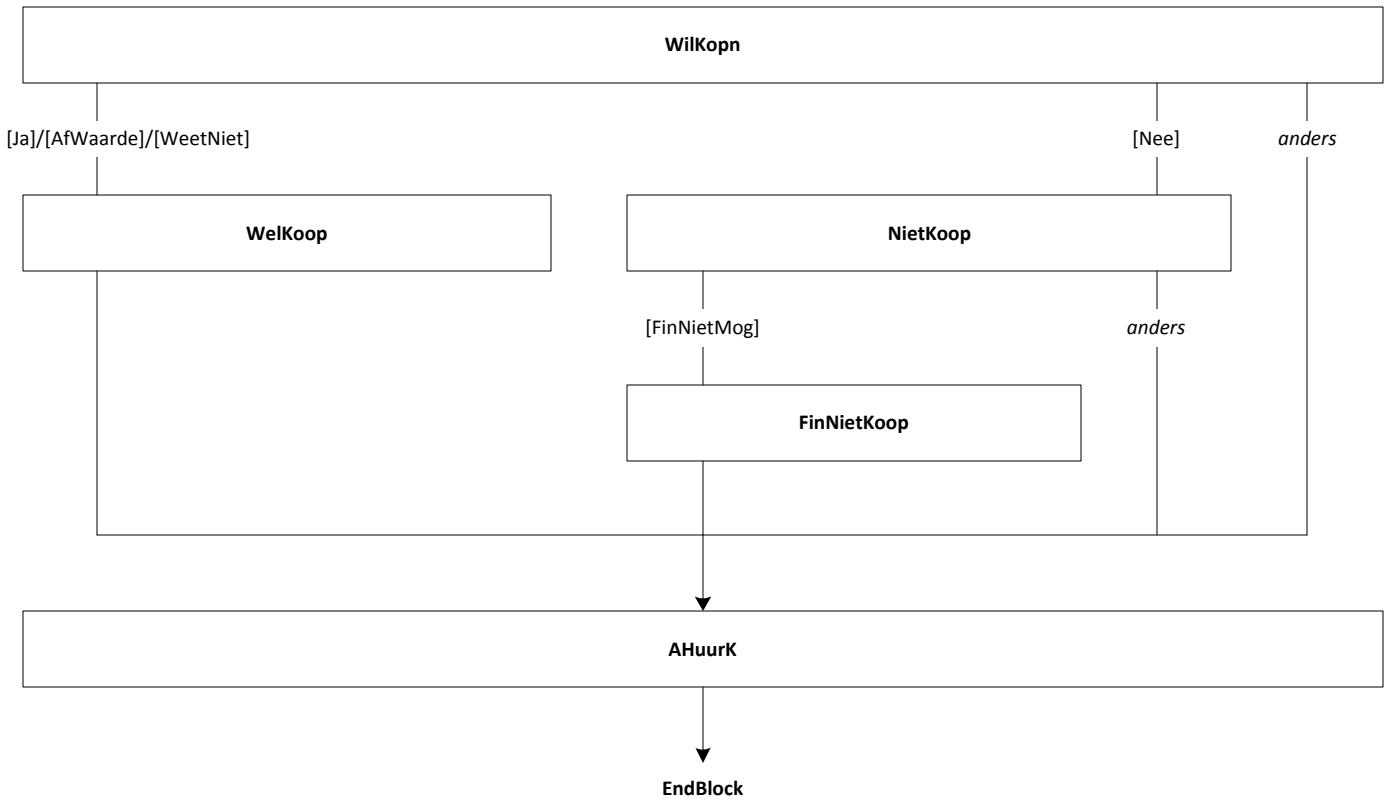 WilKopn
[Ja]/[AfWaarde]/[WeetNiet]
[Nee]
anders
WelKoop
NietKoop
[FinNietMog]
anders
FinNietKoop
AHuurK
EndBlock